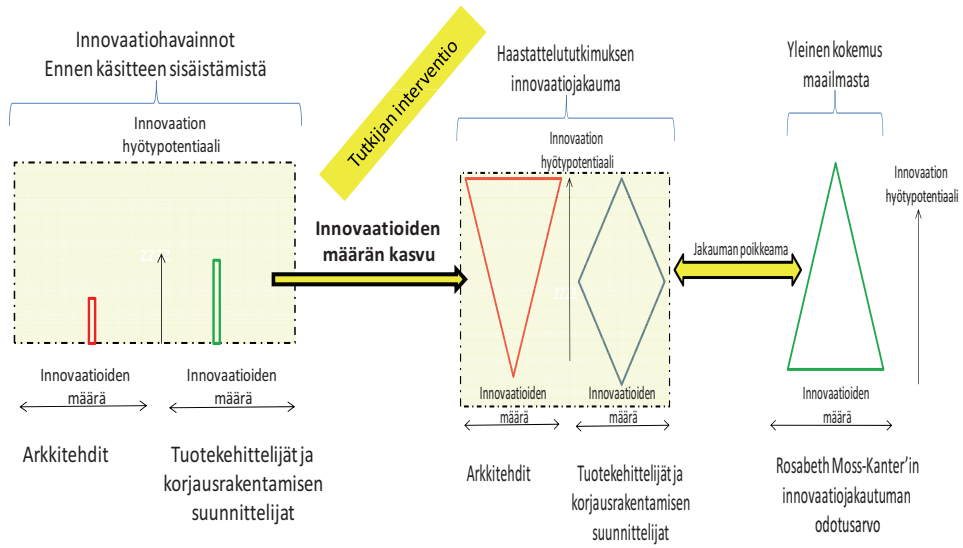 Innovaatiohavainnot
Ennen käsitteen sisäistämistä
Innovaation
hyötypotentiaali
Innovaatioiden
määrä
Innovaatioiden
määrä
Arkkitehdit
Tuotekehittelijät ja
korjausrakentamisen
suunnittelijat
Tutkijan interventio
Innovaatioiden
määrän kasvu
Haastattelututkimuksen
innovaatiojakauma
Innovaation
hyötypotentiaali
Innovaatioiden
määrä
Innovaatioiden
määrä
Arkkitehdit
Tuotekehittelijät ja
korjausrakentamisen
suunnittelijat
Jakauman poikkeama
Yleinen kokemus
maailmasta
Innovaation
hyötypotentiaali
Innovaatioiden
määrä
Rosabeth Moss-Kanter'in
innovaatiojakautuman
odotusarvo